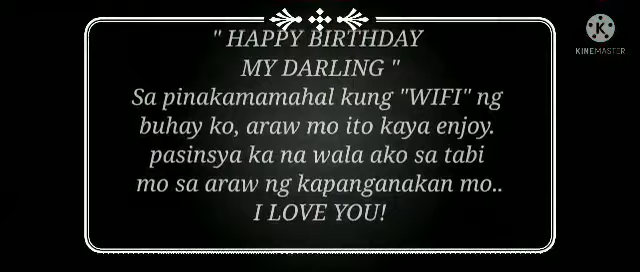 " HAPPY BIRTHDAY
MY DARLING "
Sa pinakamamahal kung "WIFI" ng
buhay ko, araw mo ito kaya enjoy.
pasinsya ka na wala ako sa tabi
mo sa araw ng kapanganakan mo..
I LOVE YOU!
K
KINEMASTER